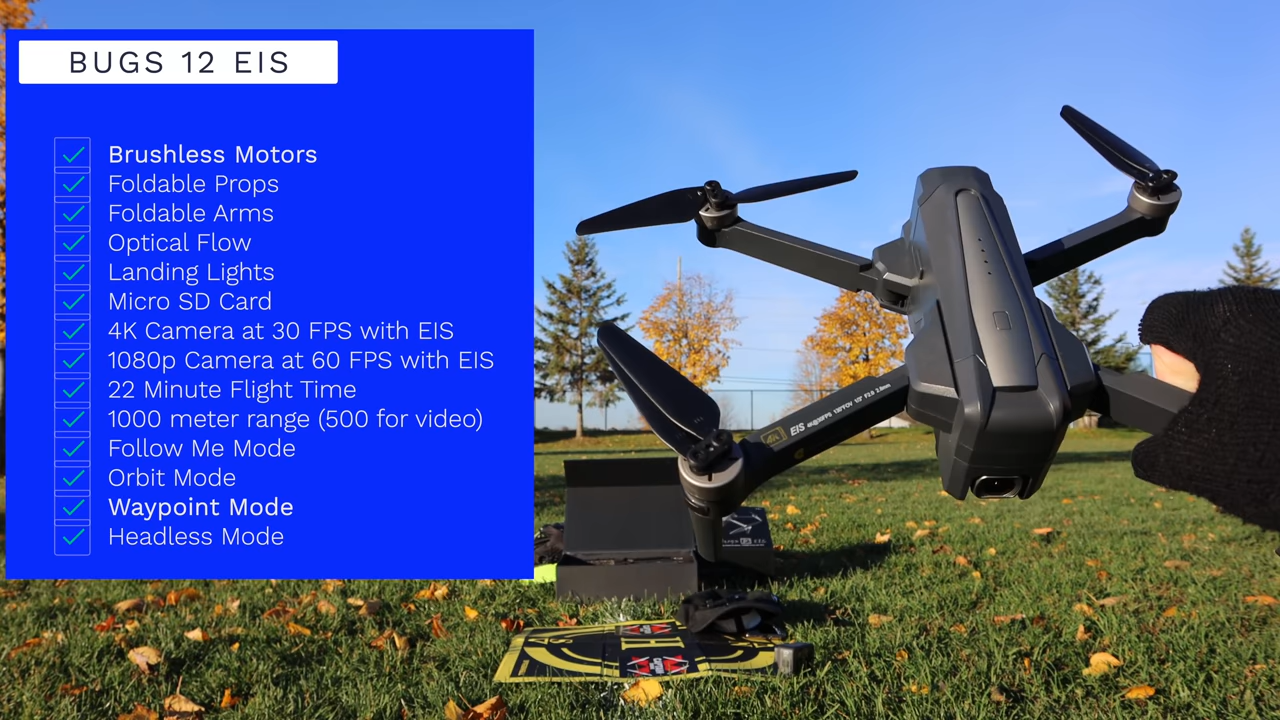 BUGS 12 EIS
Brushless Motors
Foldable Props
Foldable Arms
Optical Flow
Landing Lights
Micro SD Card
4K Camera at 30 FPS with EIS
1080p Camera at 60 FPS with EIS
22 Minute Flight Time
1000 meter range (500 for video)
Follow Me Mode
Orbit Mode
Waypoint Mode
Headless Mode
4K EIS